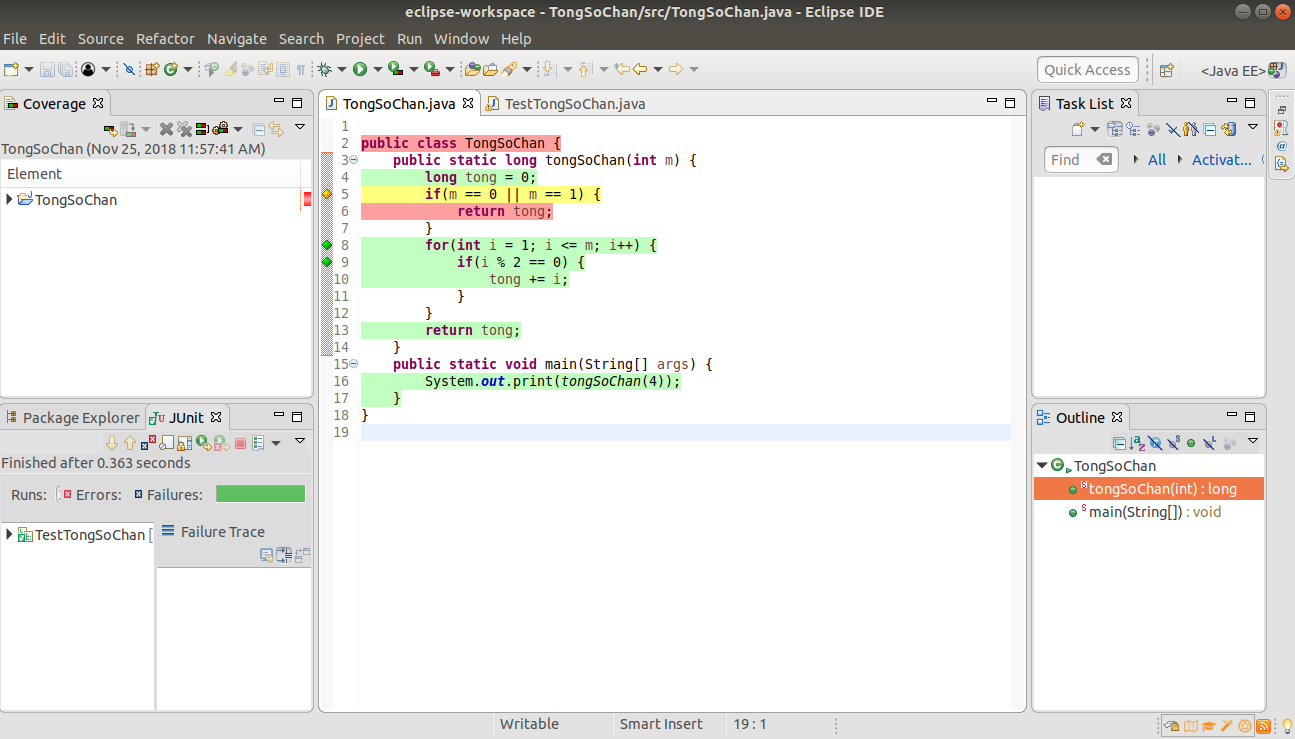 eclipse-workspace - TongSoChan/src/TongSoChan.java - Eclipse IDE
File Edit Source Refactor Navigate Search Project Run Window Help
Quick Access
<Java EE>
Coverage
TongSoChan (Nov 25, 2018 11:57:41 AM)
Element
TongSoChan
Package Explorer JUnit
Finished after 0.363 seconds
Runs: Errors: Failures:
TestTongSoChan [
Failure Trace
TongSoChan.java TestTongSoChan.java
1
2 public class TongSoChan {
3 public static long tongSoChan(int m) {
4 long tong = 0;
5 if(m == 0 || m == 1) {
6 return tong;
7 }
8 for(int i = 1; i <= m; i++) {
9 if(i % 2 == 0) {
10 tong += i;
11 }
12 }
13 return tong;
14 }
15 public static void main(String[] args) {
16 System.out.print(tongSoChan(4));
17 }
18 }
19
Task List
Find All Activat...
Outline
TongSoChan
tongSoChan(int) : long
main(String[]) : void
Writable Smart Insert 19 : 1